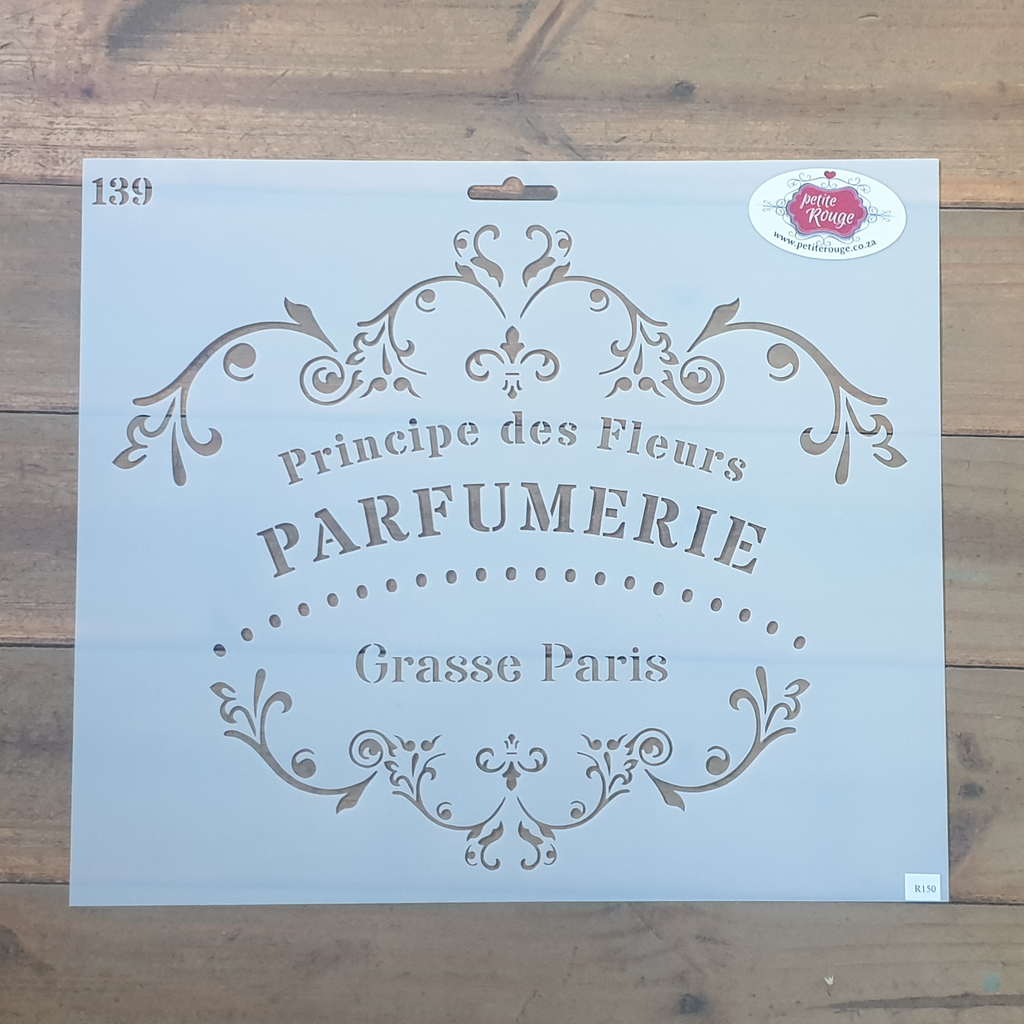 139
petite
Rouge
www.petiterouge.co.za
Principe des Fleurs
PARFUMERIE
Grasse Paris
R150